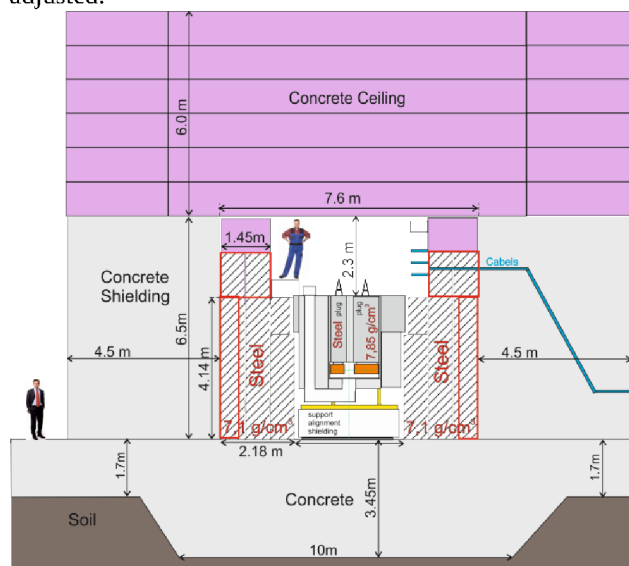 adjusted.
6.0 m
Concrete Ceiling
7.6 m
1.45m
2.3 m
Concrete
Shielding
Cabels
6.5m
4.14 m
Steel
Steel plug
plug
7,85 g/cm³
Steel
4.5 m
4.5 m
support
alignment
shielding
7,1 g/cm³
7,1 g/cm³
2.18 m
1.7m
Concrete
3.45m
1.7m
Soil
10m